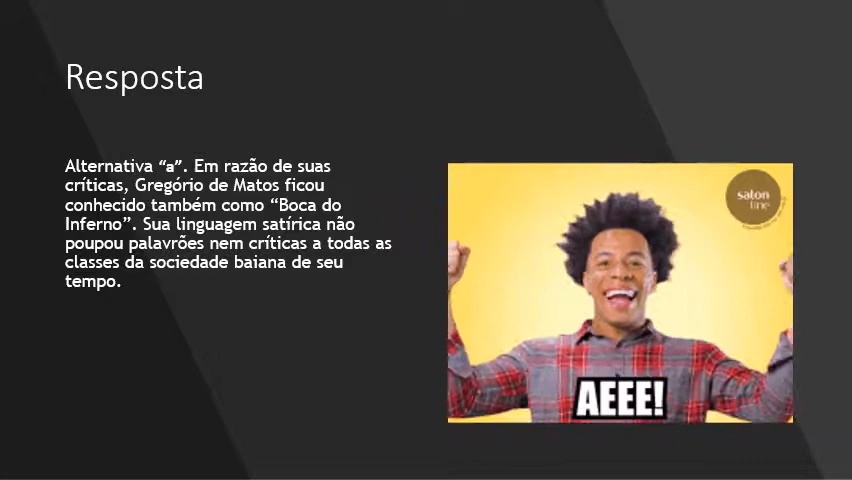 Resposta
Alternativa “a”. Em razão de suas
críticas, Gregório de Matos ficou
conhecido também como “Boca do
Inferno”. Sua linguagem satírica não
poupou palavrões nem críticas a todas as
classes da sociedade baiana de seu
tempo.
salon
line
AEEE!